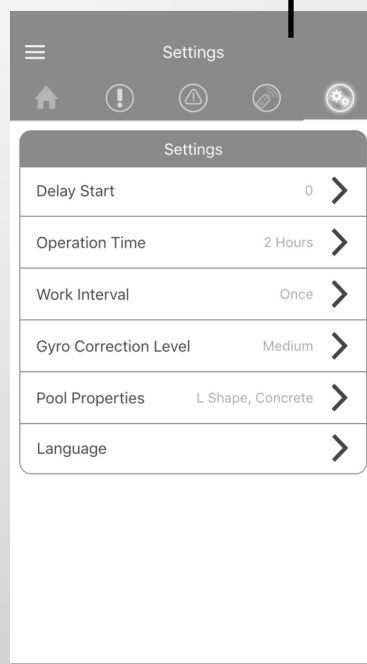 Settings
Settings
Delay Start 0
Operation Time 2 Hours
Work Interval Once
Gyro Correction Level Medium
Pool Properties L Shape, Concrete
Language